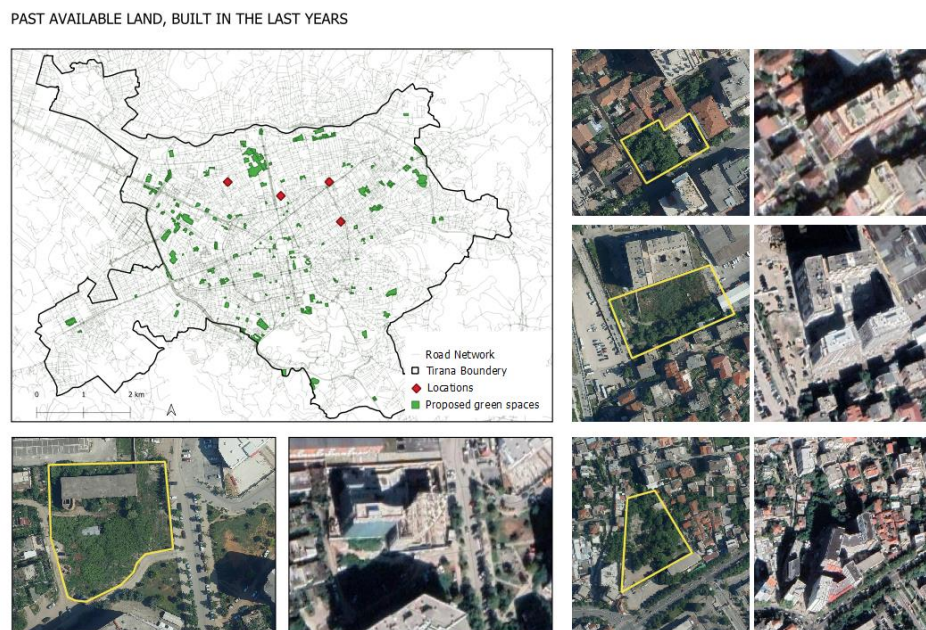 PAST AVAILABLE LAND, BUILT IN THE LAST YEARS
Road Network
Tirana Boundery
Locations
Proposed green spaces
0 1 2 km